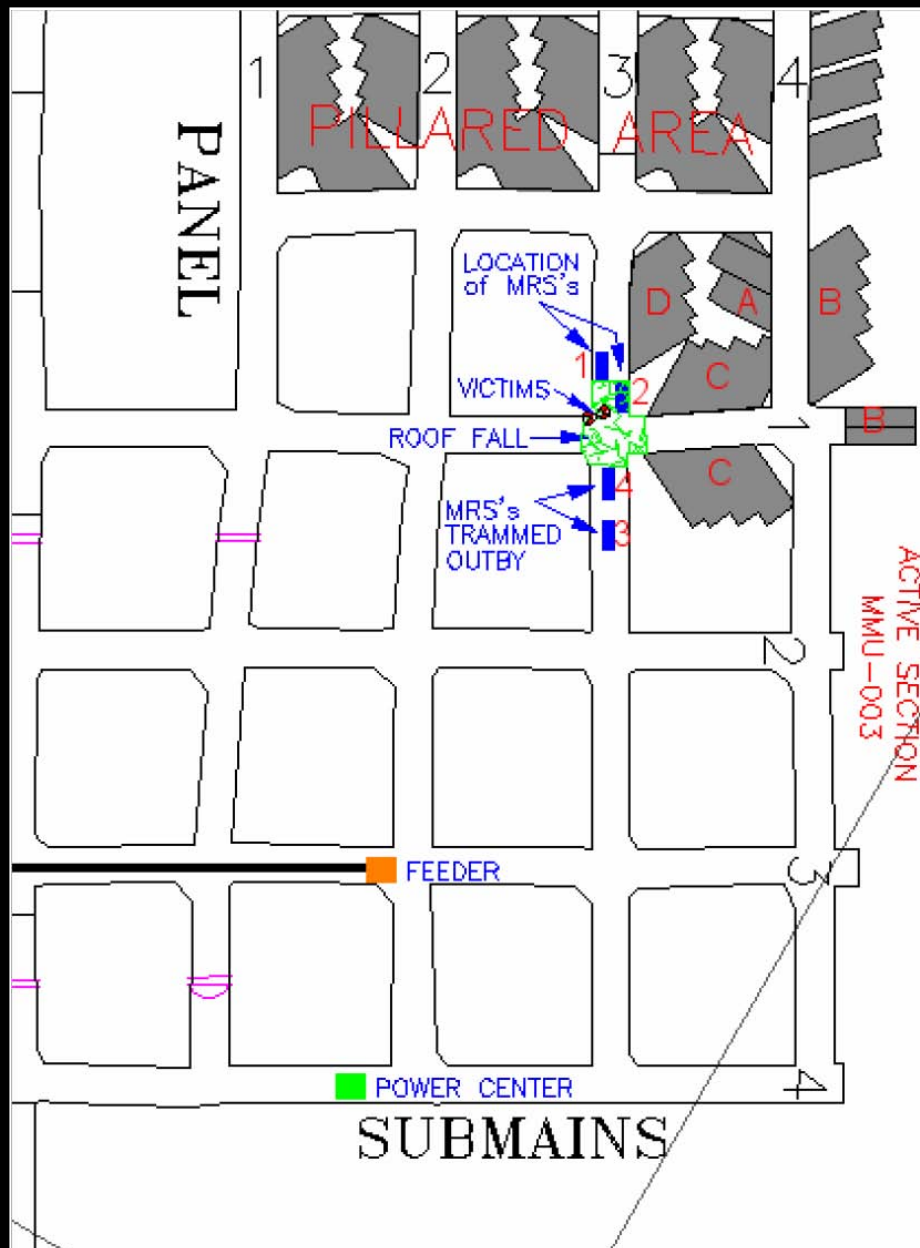 1
2
3
4
PILLARED AREA
PANEL
LOCATION
of MRS's
D
A
B
1
2
C
VICTIMS
ROOF FALL
1
B
C
4
MRS's
TRAMMED
OUTBY
3
ACTIVE SECTION
MMU-003
2
FEEDER
3
POWER CENTER
4
SUBMAINS